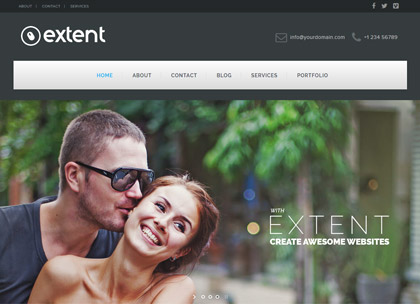 ABOUT / CONTACT / SERVICES
extent
info@yourdomain.com
+1 234 56789
HOME ABOUT CONTACT BLOG SERVICES PORTFOLIO
WITH
EXTENT
CREATE AWESOME WEBSITES